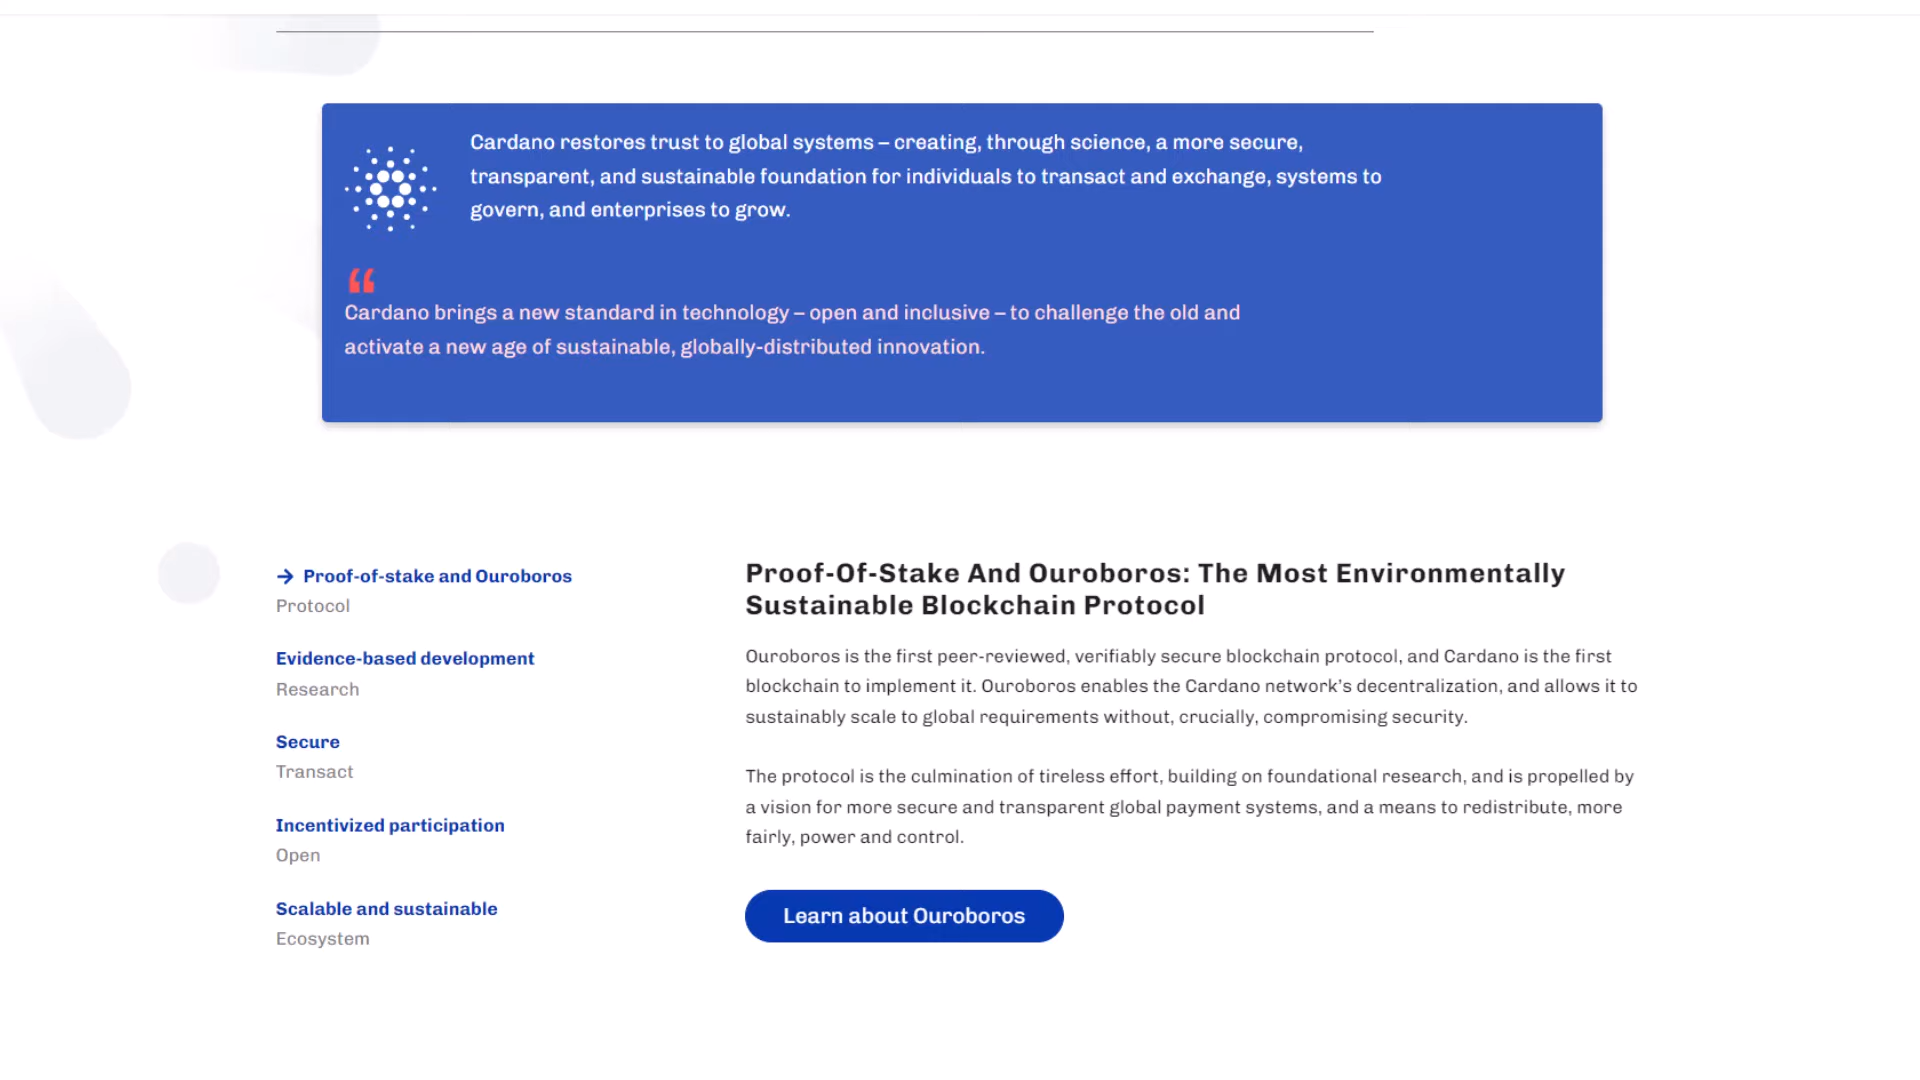 Cardano restores trust to global systems – creating, through science, a more secure,
transparent, and sustainable foundation for individuals to transact and exchange, systems to
govern, and enterprises to grow.
“
Cardano brings a new standard in technology – open and inclusive – to challenge the old and
activate a new age of sustainable, globally-distributed innovation.
→ Proof-of-stake and Ouroboros
Protocol
Evidence-based development
Research
Secure
Transact
Incentivized participation
Open
Scalable and sustainable
Ecosystem
Proof-Of-Stake And Ouroboros: The Most Environmentally
Sustainable Blockchain Protocol
Ouroboros is the first peer-reviewed, verifiably secure blockchain protocol, and Cardano is the first
blockchain to implement it. Ouroboros enables the Cardano network’s decentralization, and allows it to
sustainably scale to global requirements without, crucially, compromising security.
The protocol is the culmination of tireless effort, building on foundational research, and is propelled by
a vision for more secure and transparent global payment systems, and a means to redistribute, more
fairly, power and control.
Learn about Ouroboros